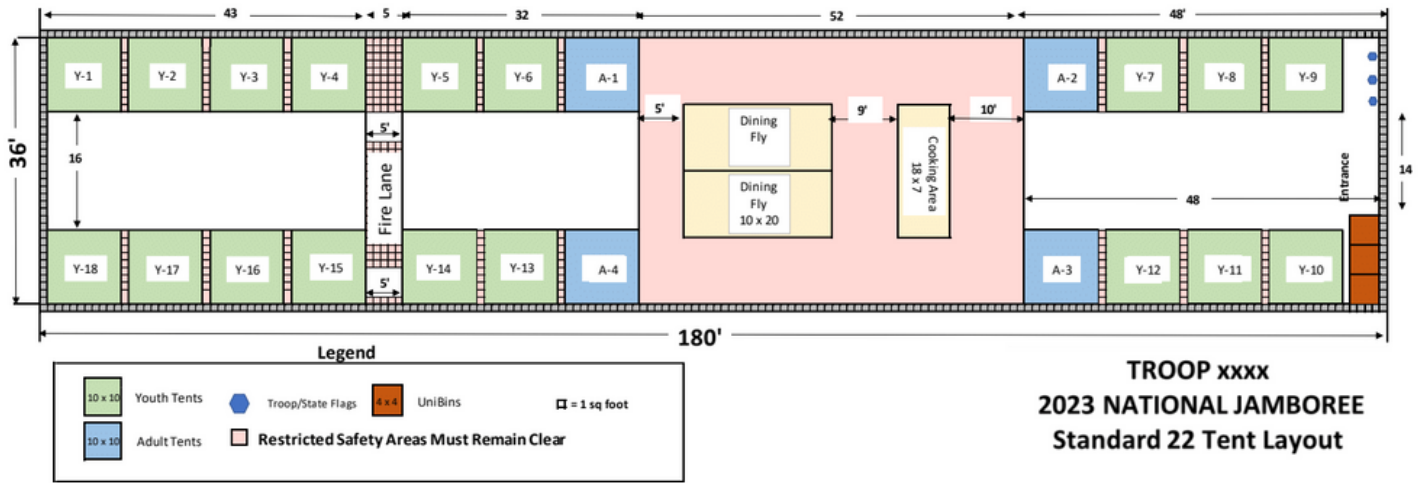 43
5
32
52
48'
Y-1
Y-2
Y-3
Y-4
Y-5
Y-6
A-1
A-2
Y-7
Y-8
Y-9
36'
16
5'
Fire Lane
5'
5'
Dining
Fly
Dining
Fly
10 x 20
9'
Cooking Area
18 x 7
10'
48
Entrance
14
Y-18
Y-17
Y-16
Y-15
Y-14
Y-13
A-4
A-3
Y-12
Y-11
Y-10
180'
Legend
10 x 10
Youth Tents
Troop/State Flags
4 x 4
UniBins
= 1 sq foot
10 x 10
Adult Tents
Restricted Safety Areas Must Remain Clear
TROOP xxxx
2023 NATIONAL JAMBOREE
Standard 22 Tent Layout